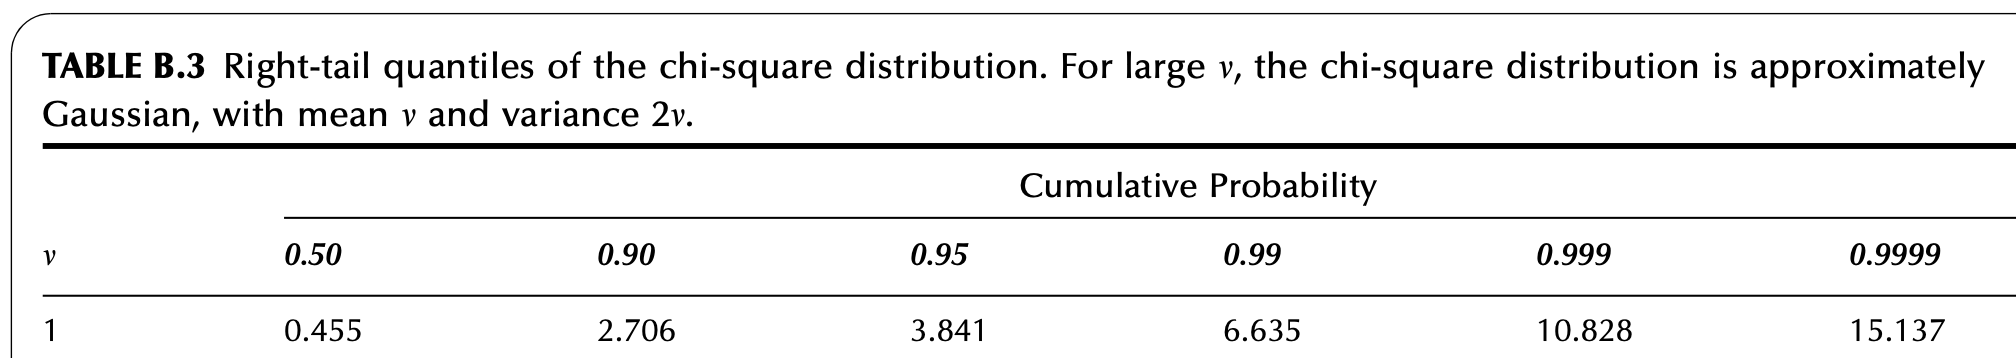 TABLE B.3 Right-tail quantiles of the chi-square distribution. For large ν, the chi-square distribution is approximately
Gaussian, with mean ν and variance 2ν.
Cumulative Probability
ν 0.50 0.90 0.95 0.99 0.999 0.9999
1 0.455 2.706 3.841 6.635 10.828 15.137